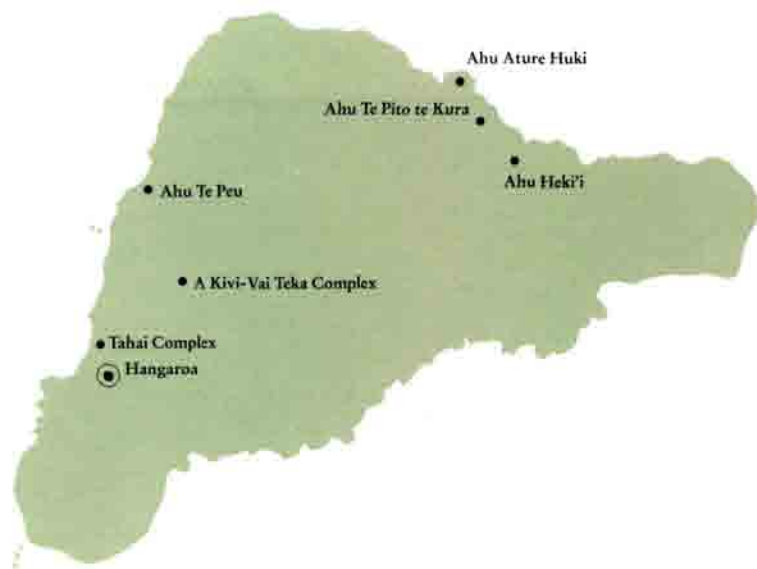 Ahu Ature Huki
Ahu Te Pito te Kura
Ahu Heki'i
Ahu Te Peu
A Kivi-Vai Teka Complex
Tahai Complex
Hangaroa